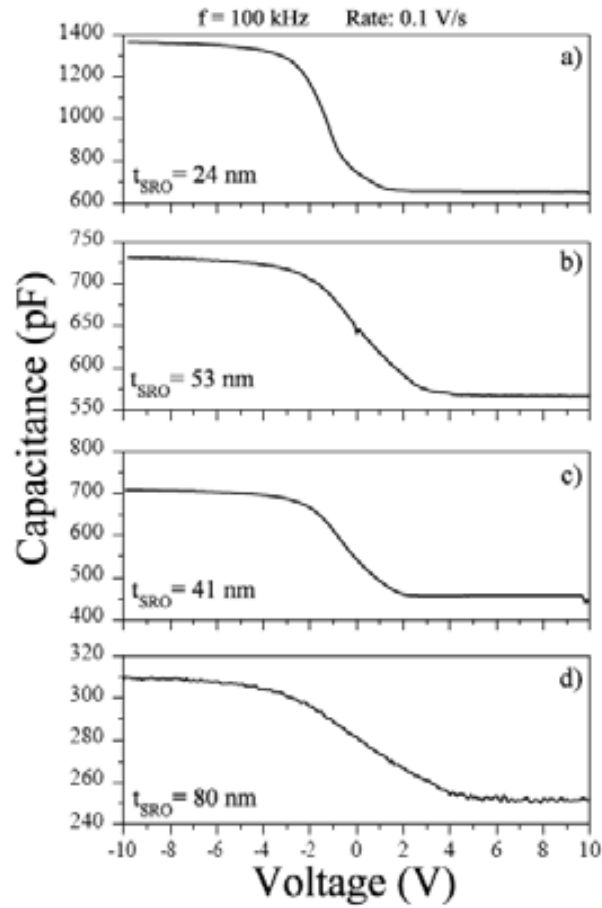 f = 100 kHz Rate: 0.1 V/s
1400
1200
1000
800
600
a)
t_SRO= 24 nm
750
700
650
600
550
b)
t_SRO= 53 nm
800
700
600
500
400
c)
t_SRO= 41 nm
320
300
280
260
240
d)
t_SRO= 80 nm
-10 -8 -6 -4 -2 0 2 4 6 8 10
Voltage (V)
Capacitance (pF)